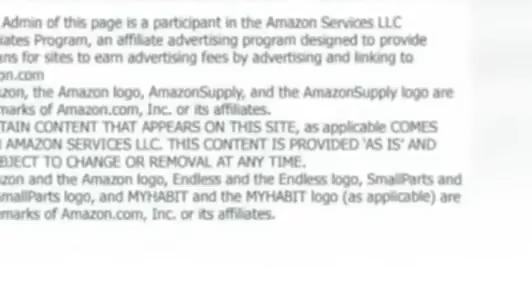 Admin of this page is a participant in the Amazon Services LLC
iates Program, an affiliate advertising program designed to provide
ns for sites to earn advertising fees by advertising and linking to
on.com
zon, the Amazon logo, AmazonSupply, and the AmazonSupply logo are
marks of Amazon.com, Inc. or its affiliates.
TAIN CONTENT THAT APPEARS ON THIS SITE, as applicable COMES
AMAZON SERVICES LLC. THIS CONTENT IS PROVIDED 'AS IS' AND
BJECT TO CHANGE OR REMOVAL AT ANY TIME.
zon and the Amazon logo, Endless and the Endless logo, SmallParts and
mallParts logo, and MYHABIT and the MYHABIT logo (as applicable) are
marks of Amazon.com, Inc. or its affiliates.